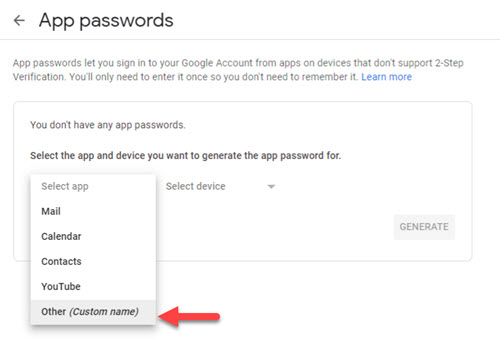 App passwords
App passwords let you sign in to your Google Account from apps on devices that don't support 2-Step
Verification. You'll only need to enter it once so you don't need to remember it. Learn more
You don't have any app passwords.
Select the app and device you want to generate the app password for.
Select app
Select device
Mail
Calendar
Contacts
YouTube
Other (Custom name)
GENERATE